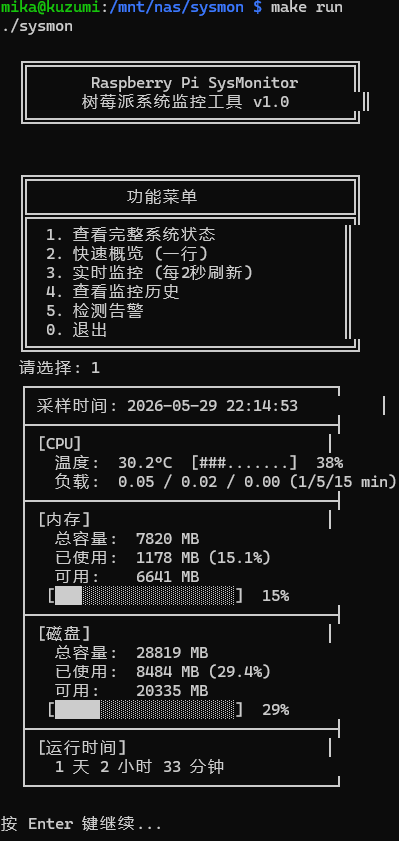 mika@kuzumi:/mnt/nas/sysmon $ make run
./sysmon
Raspberry Pi SysMonitor
树莓派系统监控工具 v1.0
功能菜单
1. 查看完整系统状态
2. 快速概览 (一行)
3. 实时监控 (每2秒刷新)
4. 查看监控历史
5. 检测告警
0. 退出
请选择: 1
采样时间: 2026-05-29 22:14:53
[CPU]
温度: 30.2°C [###.......] 38%
负载: 0.05 / 0.02 / 0.00 (1/5/15 min)
[内存]
总容量: 7820 MB
已使用: 1178 MB (15.1%)
可用: 6641 MB
[███░░░░░░░░░░░░░░░░░] 15%
[磁盘]
总容量: 28819 MB
已使用: 8484 MB (29.4%)
可用: 20335 MB
[█████░░░░░░░░░░░░░░░] 29%
[运行时间]
1 天 2 小时 33 分钟
按 Enter 键继续...